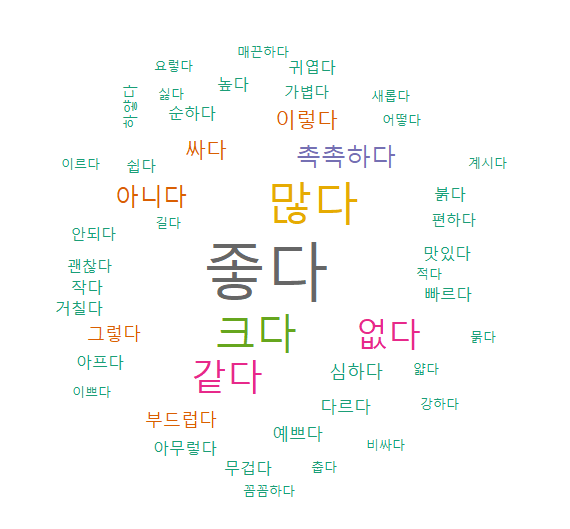 매끈하다
요렇다
귀엽다
높다
싫다
가볍다
하얗다
새롭다
순하다
이렇다
어떻다
싸다
촉촉하다
이르다
쉽다
계시다
아니다
많다
붉다
길다
편하다
안되다
맛있다
괜찮다
좋다
적다
작다
빠르다
거칠다
그렇다
크다
없다
묽다
아프다
같다
심하다
얇다
이쁘다
다르다
강하다
부드럽다
예쁘다
아무렇다
비싸다
무겁다
춥다
꼼꼼하다